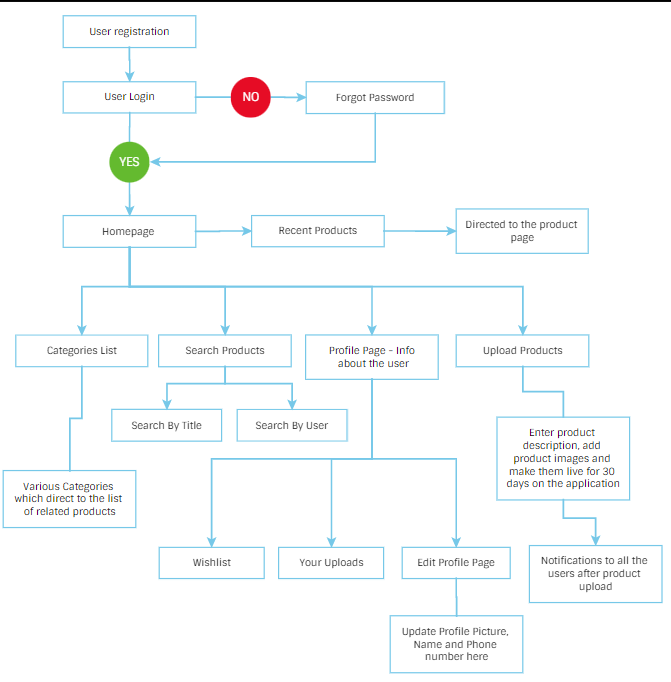 User registration
User Login
NO
Forgot Password
YES
Homepage
Recent Products
Directed to the product
page
Categories List
Search Products
Profile Page - Info
about the user
Upload Products
Search By Title
Search By User
Enter product
description, add
product images and
make them live for 30
days on the application
Various Categories
which direct to the list
of related products
Wishlist
Your Uploads
Edit Profile Page
Notifications to all the
users after product
upload
Update Profile Picture,
Name and Phone
number here